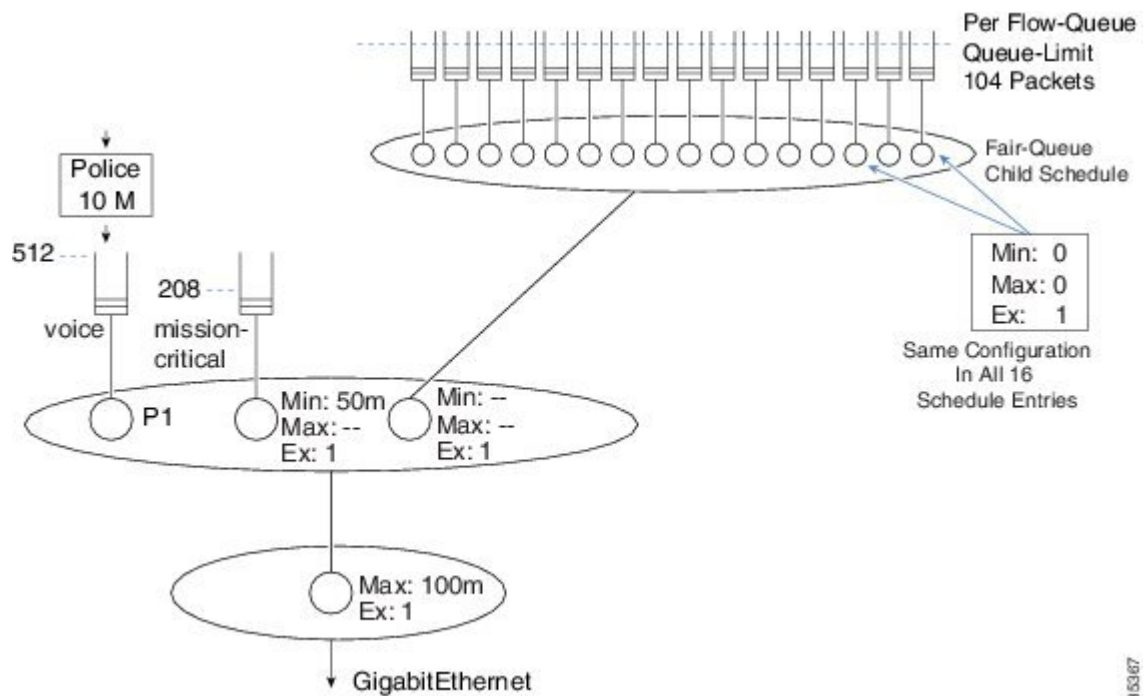 Per Flow-Queue
Queue-Limit
104 Packets
Fair-Queue
Child Schedule
Police
10 M
512
208
voice
mission-
critical
Min: 0
Max: 0
Ex: 1
Same Configuration
In All 16
Schedule Entries
P1
Min: 50m
Max: --
Ex: 1
Min: --
Max: --
Ex: 1
Max: 100m
Ex: 1
GigabitEthernet